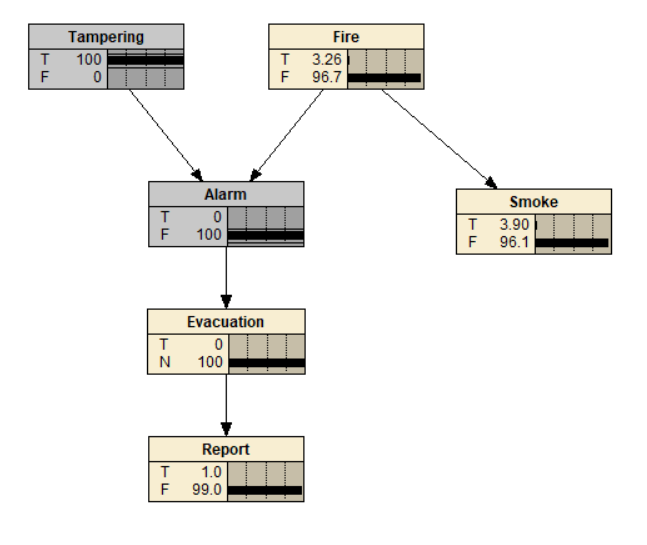 Tampering
T 100
F 0
Fire
T 3.26
F 96.7
Alarm
T 0
F 100
Smoke
T 3.90
F 96.1
Evacuation
T 0
N 100
Report
T 1.0
F 99.0